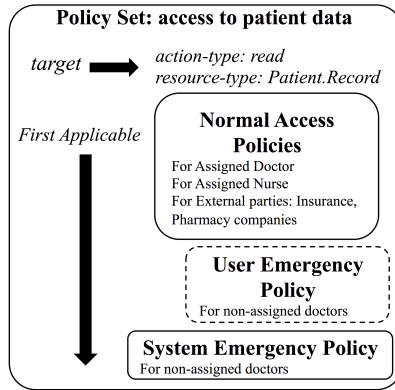 Policy Set: access to patient data
target
action-type: read
resource-type: Patient.Record
First Applicable
Normal Access
Policies
For Assigned Doctor
For Assigned Nurse
For External parties: Insurance,
Pharmacy companies
User Emergency
Policy
For non-assigned doctors
System Emergency Policy
For non-assigned doctors